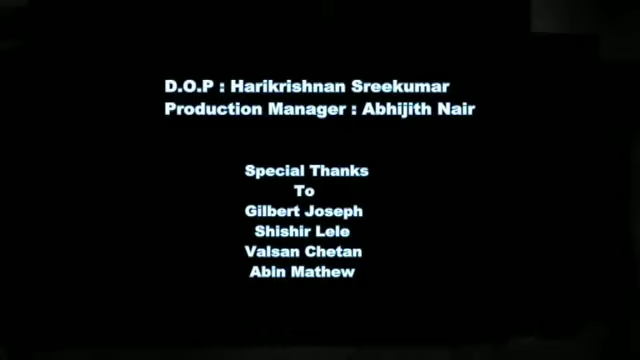 D.O.P : Harikrishnan Sreekumar
Production Manager : Abhijith Nair
Special Thanks
To
Gilbert Joseph
Shishir Lele
Valsan Chetan
Abin Mathew